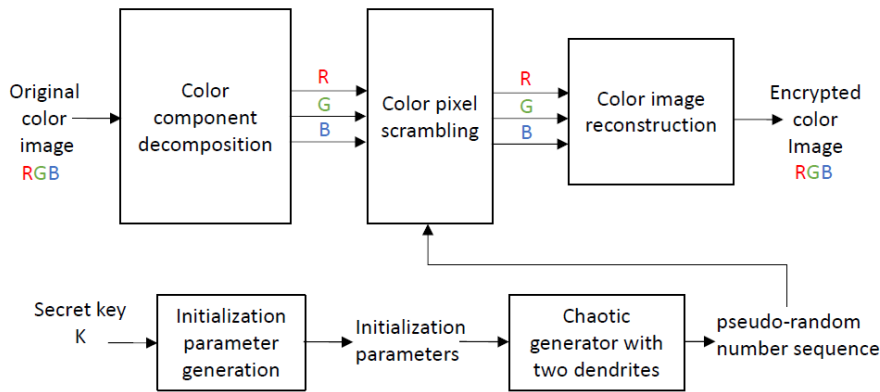 Original
color
image
RGB
Color
component
decomposition
R
G
B
Color pixel
scrambling
R
G
B
Color image
reconstruction
Encrypted
color
Image
RGB
Secret key
K
Initialization
parameter
generation
Initialization
parameters
Chaotic
generator with
two dendrites
pseudo-random
number sequence